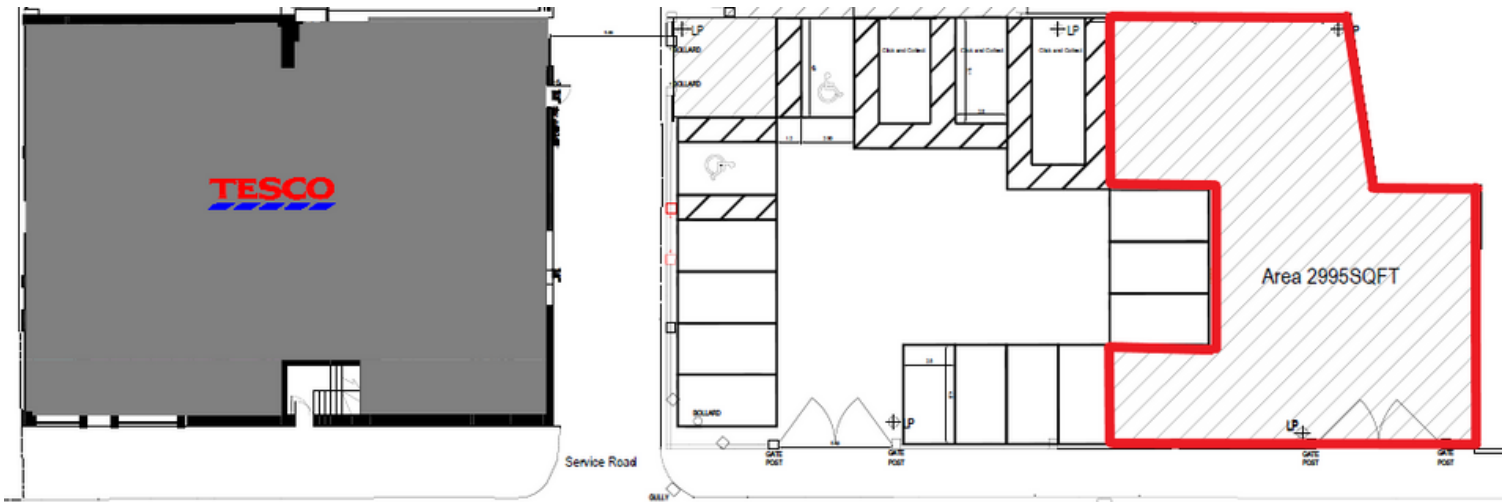 LP
LP
LP
BOLLARD
Click and Collect
Click and Collect
Click and Collect
BOLLARD
TESCO
Area 2995SQFT
BOLLARD
LP
LP
GATE
POST
GATE
POST
GATE
POST
GATE
POST
Service Road
GULLY